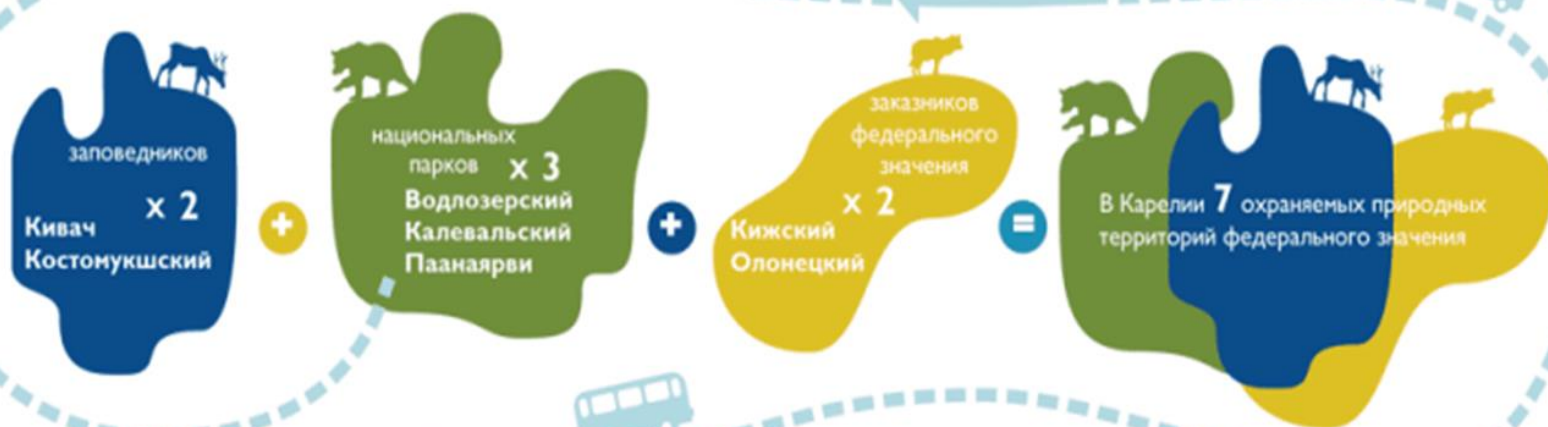 заповедников
x 2
Кивач
Костомукшский
+
национальных
парков x 3
Водлозерский
Калевальский
Паанаярви
+
заказников
федерального
значения
x 2
Кижский
Олонецкий
=
В Карелии 7 охраняемых природных
территорий федерального значения